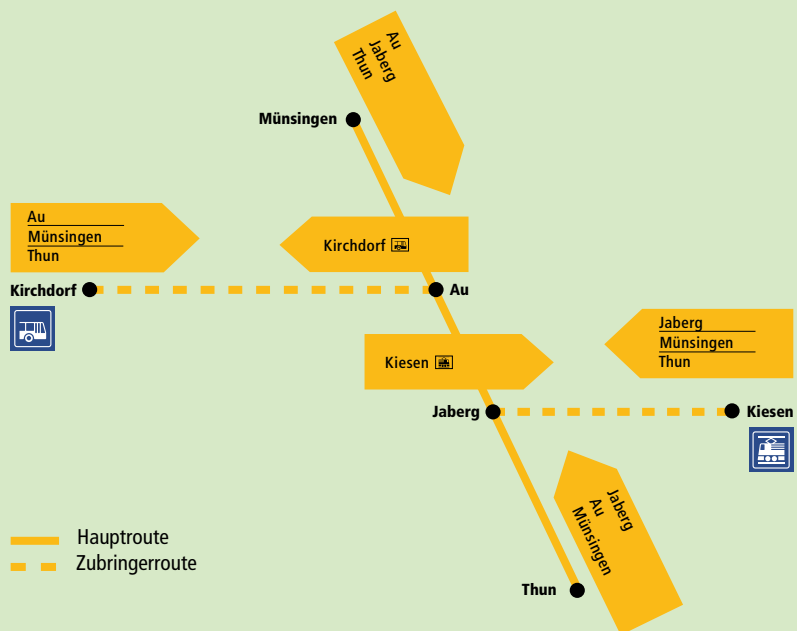 Au
Jaberg
Thun
Münsingen
Au
Münsingen
Thun
Kirchdorf
Kirchdorf
Au
Jaberg
Münsingen
Thun
Kiesen
Jaberg
Kiesen
Jaberg
Au
Münsingen
Hauptroute
Zubringerroute
Thun